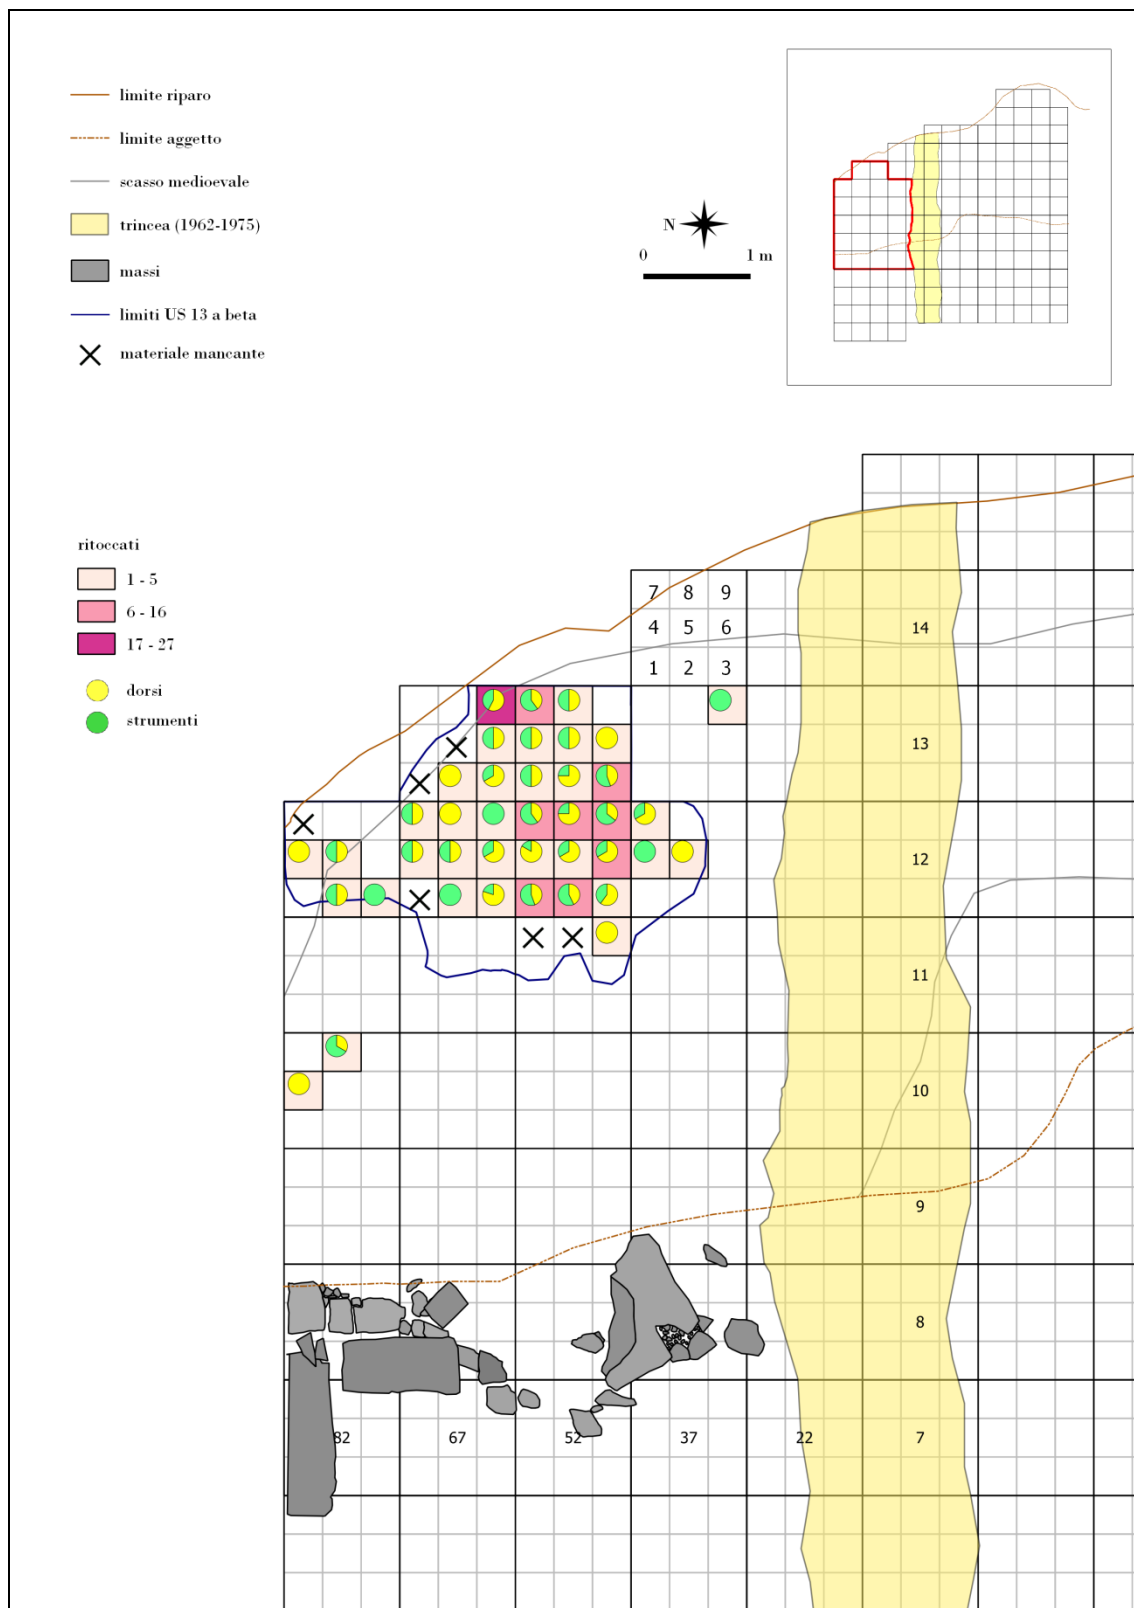 limite riparo
limite aggetto
scasso medioevale
trincea (1962-1975)
massi
limiti US 13 a beta
materiale mancante
N
0 1 m
ritoccati
1 - 5
6 - 16
17 - 27
dorsi
strumenti
7 8 9
4 5 6
1 2 3
14
13
12
11
10
9
8
82 67 52 37 22 7